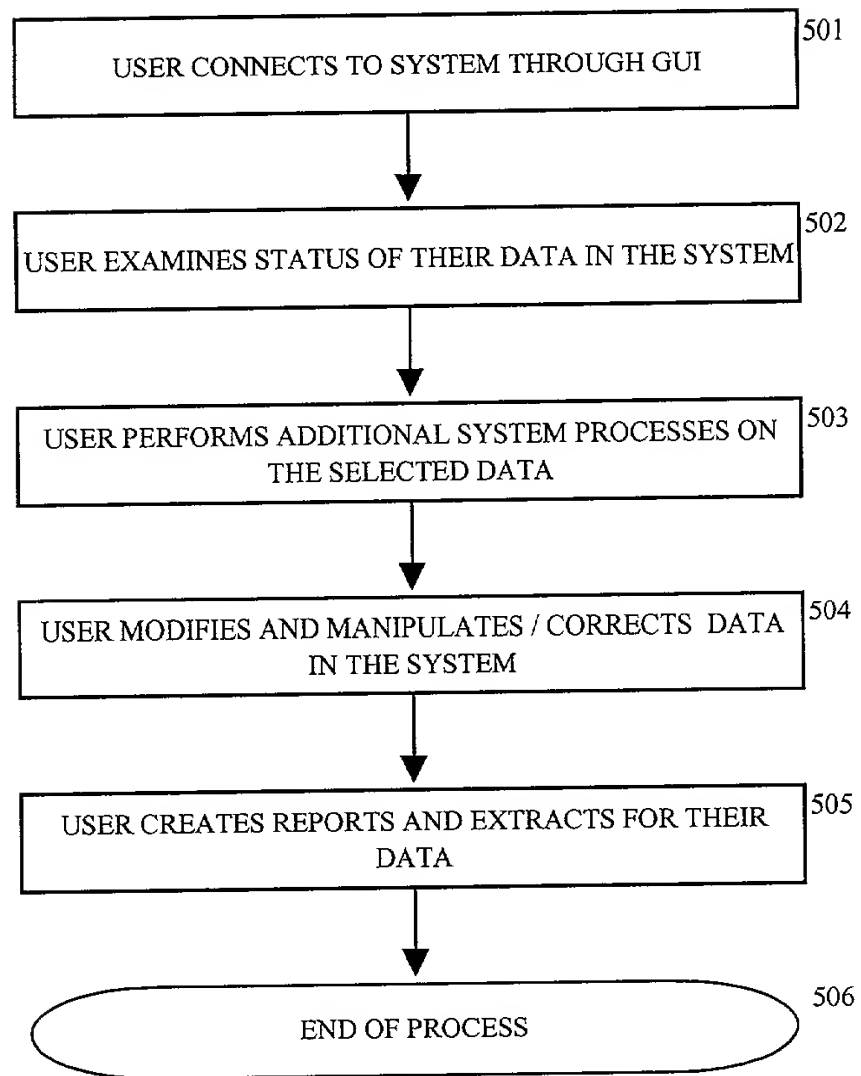 501
USER CONNECTS TO SYSTEM THROUGH GUI
502
USER EXAMINES STATUS OF THEIR DATA IN THE SYSTEM
503
USER PERFORMS ADDITIONAL SYSTEM PROCESSES ON
THE SELECTED DATA
504
USER MODIFIES AND MANIPULATES / CORRECTS DATA
IN THE SYSTEM
505
USER CREATES REPORTS AND EXTRACTS FOR THEIR
DATA
506
END OF PROCESS